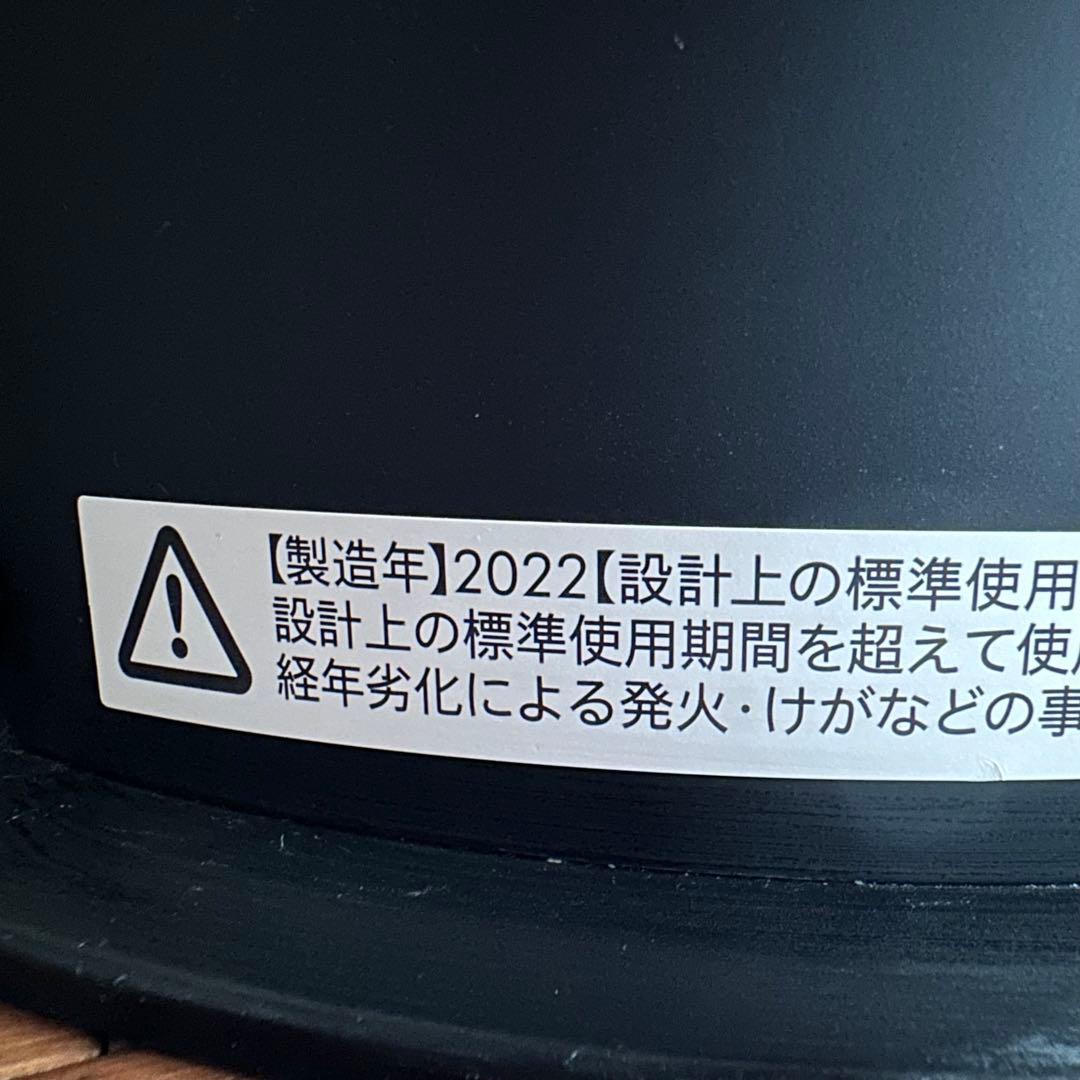 【製造年】2022【設計上の標準使用
設計上の標準使用期間を超えて使
経年劣化による発火・けがなどの事